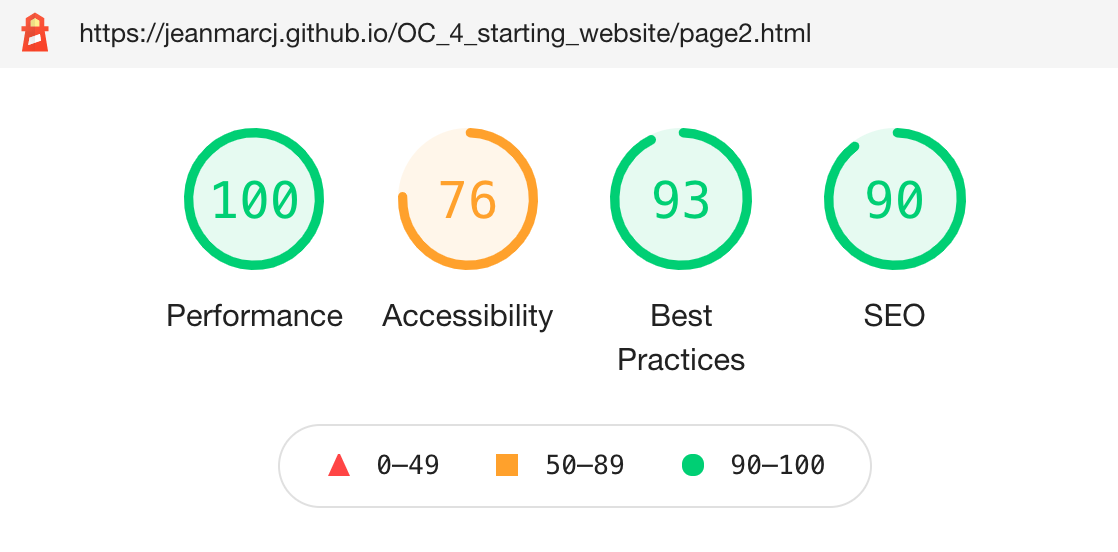 https://jeanmarcj.github.io/OC_4_starting_website/page2.html
100 76 93 90
Performance Accessibility Best Practices SEO
0–49 50–89 90–100